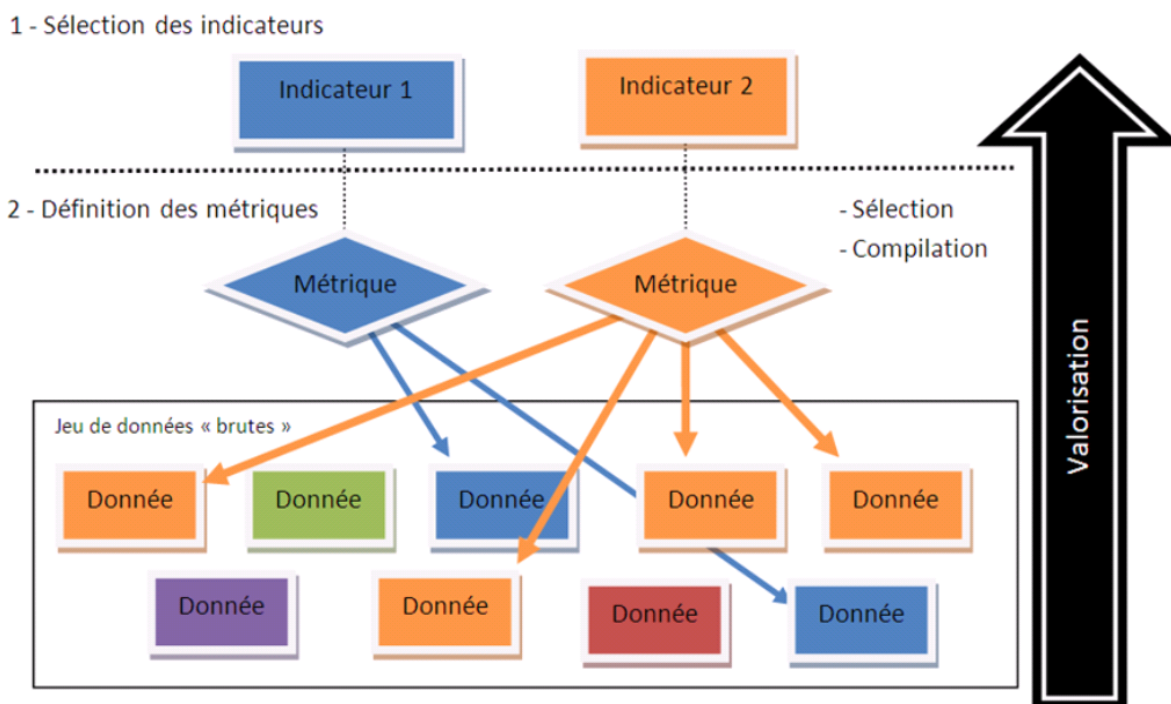 1 - Sélection des indicateurs
Indicateur 1
Indicateur 2
2 - Définition des métriques
- Sélection
- Compilation
Métrique
Métrique
Valorisation
Jeu de données « brutes »
Donnée
Donnée
Donnée
Donnée
Donnée
Donnée
Donnée
Donnée
Donnée